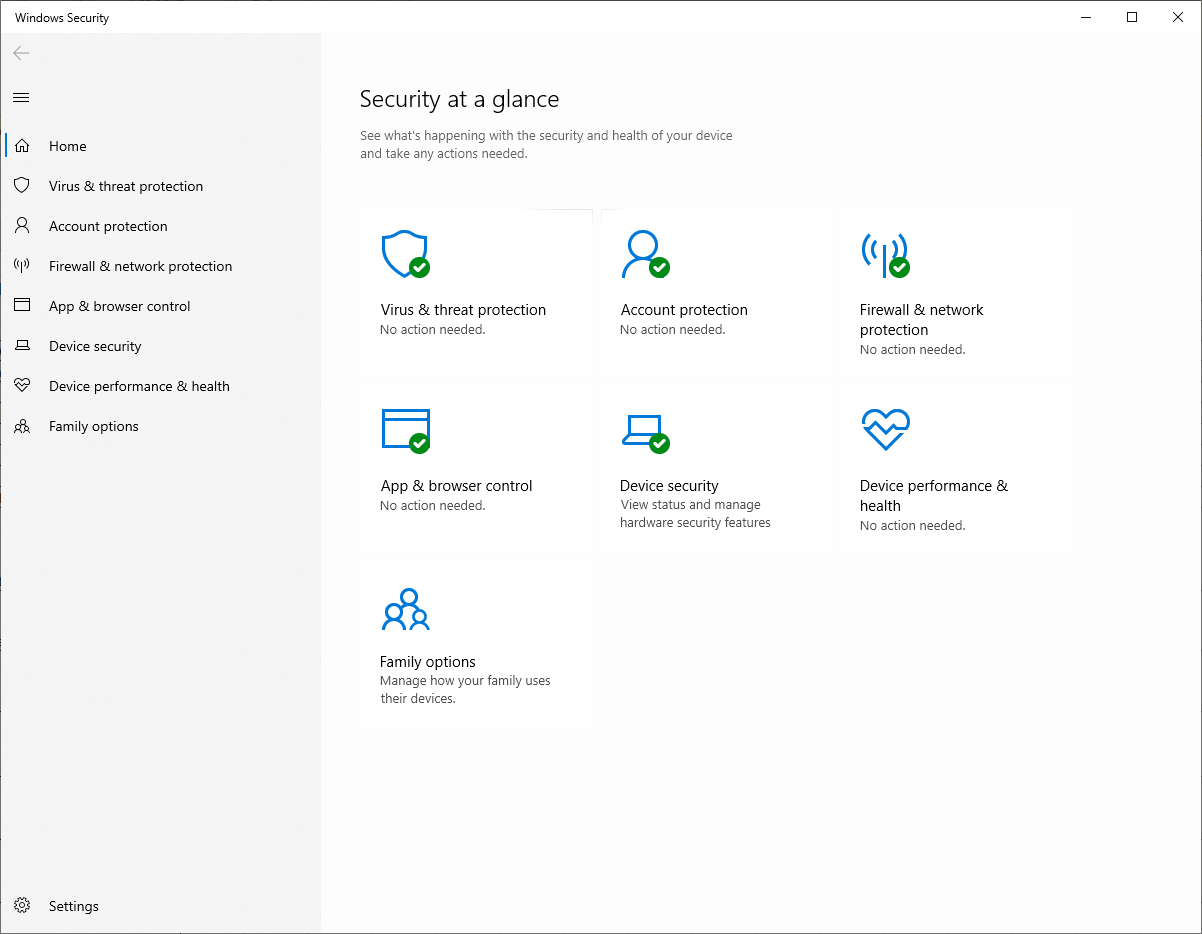 Windows Security
Home
Virus & threat protection
Account protection
Firewall & network protection
App & browser control
Device security
Device performance & health
Family options
Settings
Security at a glance
See what's happening with the security and health of your device
and take any actions needed.
Virus & threat protection
No action needed.
Account protection
No action needed.
Firewall & network
protection
No action needed.
App & browser control
No action needed.
Device security
View status and manage
hardware security features
Device performance &
health
No action needed.
Family options
Manage how your family uses
their devices.